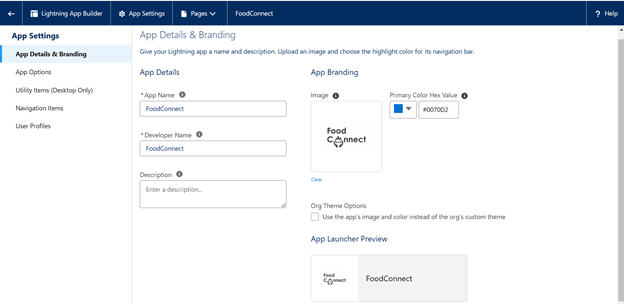 Lightning App Builder
App Settings
Pages
FoodConnect
? Help
App Settings
App Details & Branding
App Options
Utility Items (Desktop Only)
Navigation Items
User Profiles
App Details & Branding
Give your Lightning app a name and description. Upload an image and choose the highlight color for its navigation bar.
App Details
* App Name
FoodConnect
* Developer Name
FoodConnect
Description
Enter a description...
App Branding
Image
Food
Connect
Clear
Primary Color Hex Value
#0070D2
Org Theme Options
Use the app's image and color instead of the org's custom theme
App Launcher Preview
Food
Connect
FoodConnect